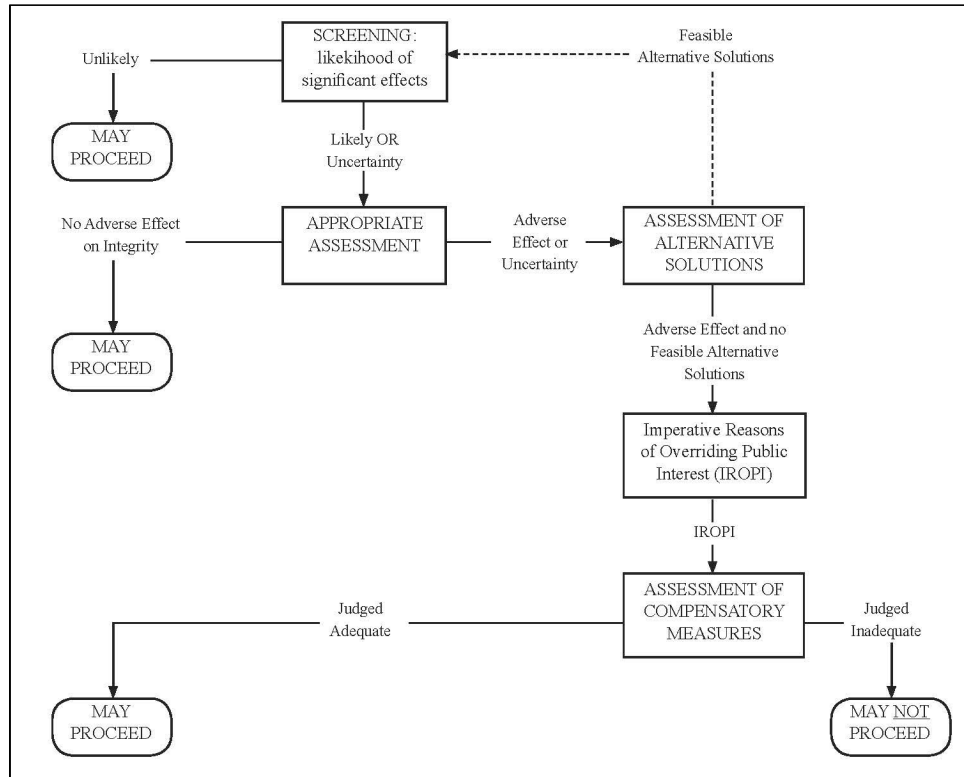 SCREENING:
likekihood of
significant effects
Feasible
Alternative Solutions
Unlikely
MAY
PROCEED
Likely OR
Uncertainty
No Adverse Effect
on Integrity
APPROPRIATE
ASSESSMENT
Adverse
Effect or
Uncertainty
ASSESSMENT OF
ALTERNATIVE
SOLUTIONS
MAY
PROCEED
Adverse Effect and no
Feasible Alternative
Solutions
Imperative Reasons
of Overriding Public
Interest (IROPI)
IROPI
ASSESSMENT OF
COMPENSATORY
MEASURES
Judged
Adequate
Judged
Inadequate
MAY
PROCEED
MAY NOT
PROCEED